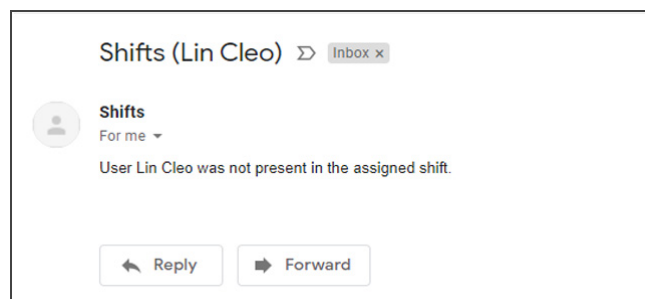 Shifts (Lin Cleo) Inbox ×
Shifts
For me
User Lin Cleo was not present in the assigned shift.
Reply Forward